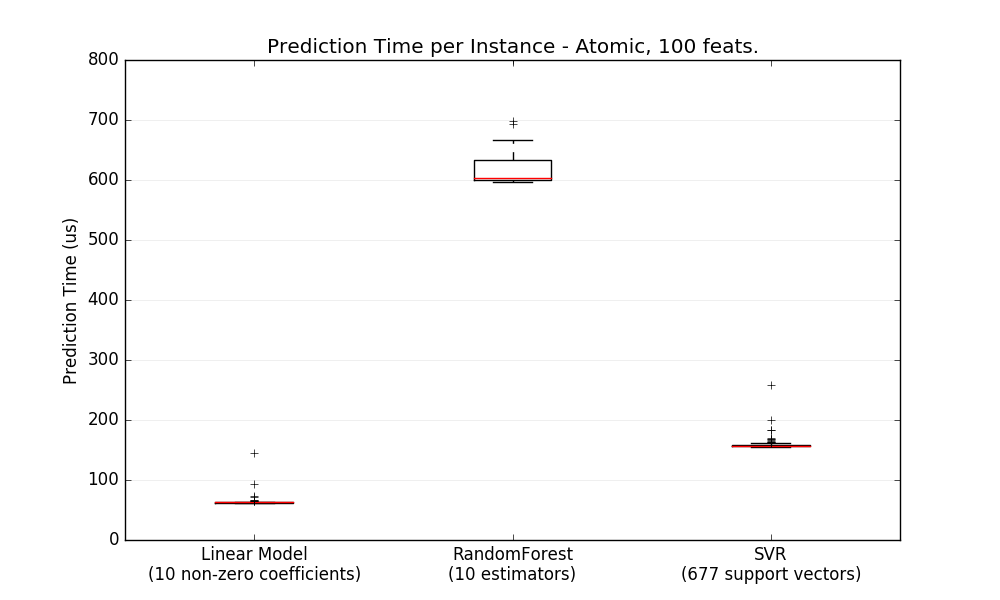 Prediction Time per Instance - Atomic, 100 feats.
800
700
600
500
400
300
200
100
0
Prediction Time (us)
Linear Model
(10 non-zero coefficients)
RandomForest
(10 estimators)
SVR
(677 support vectors)